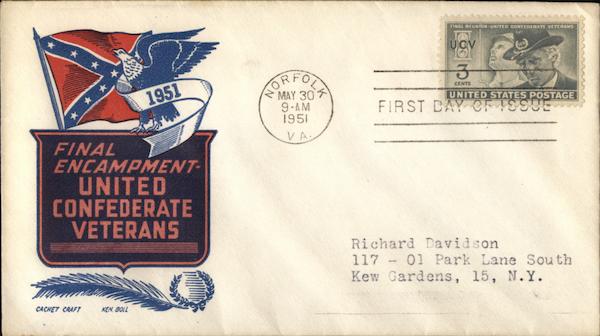 1951
FINAL
ENCAMPMENT-
UNITED
CONFEDERATE
VETERANS
CACHET CRAFT KEN BOLL
NORFOLK
MAY 30
9-AM
1951
VA.
FIRST DAY OF ISSUE
FINAL REUNION-UNITED CONFEDERATE VETERANS
UCV
3
CENTS
UNITED STATES POSTAGE
Richard Davidson
117 - 01 Park Lane South
Kew Gardens, 15, N.Y.